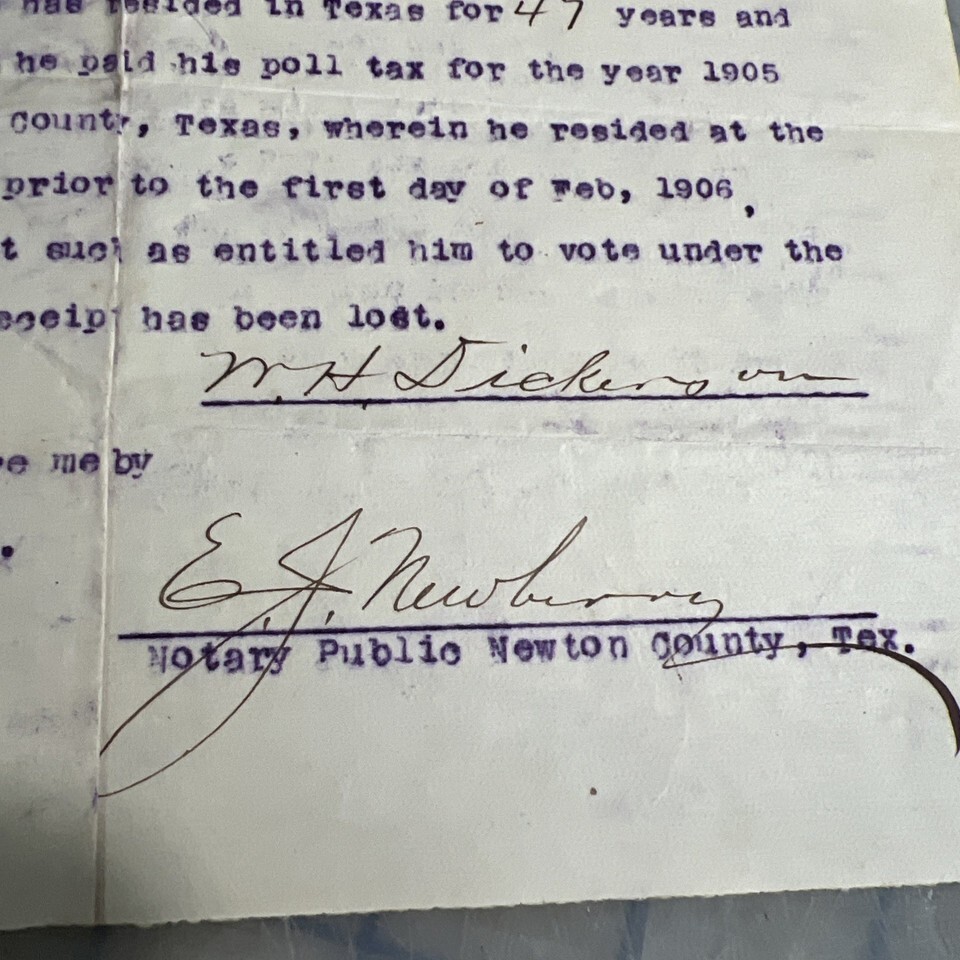 has resided in Texas for 47 years and
he paid his poll tax for the year 1905
County, Texas, wherein he resided at the
prior to the first day of Feb, 1906,
t such as entitled him to vote under the
eceipt has been lost.
W. H. Dickerson
e me by
.
E. J. Newberry
Notary Public Newton County, Tex.